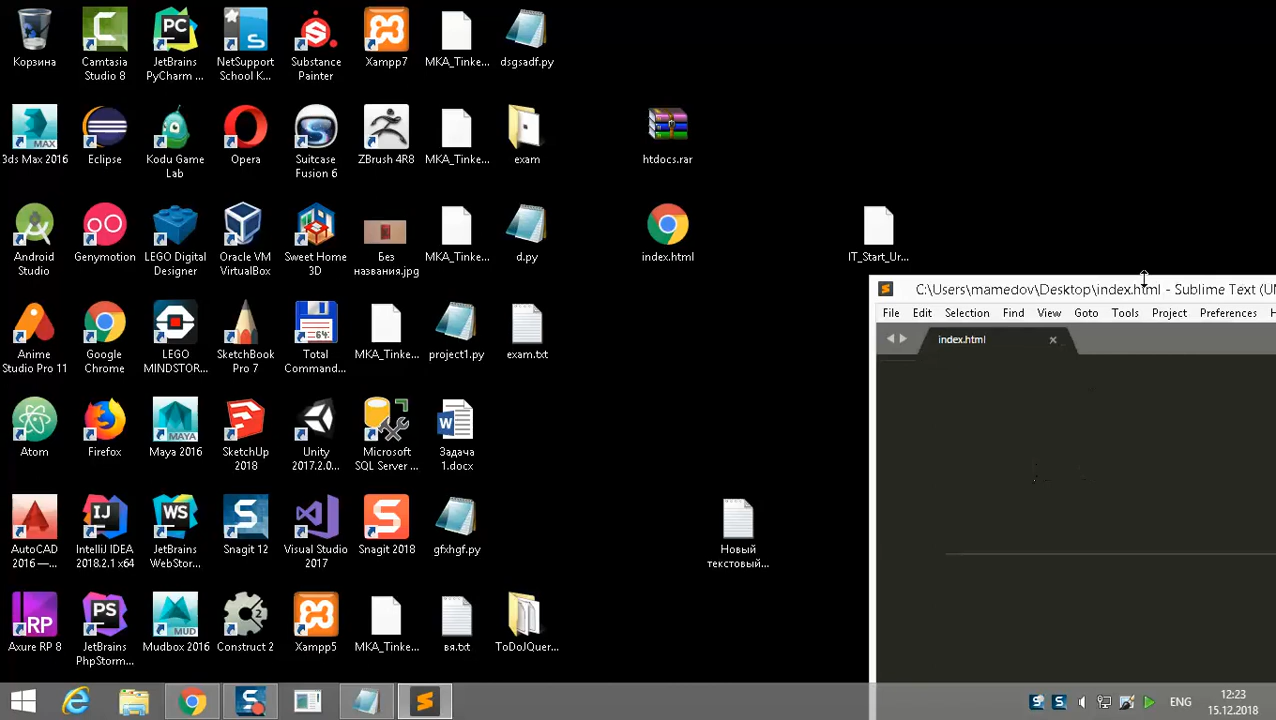 Корзина
Camtasia
Studio 8
JetBrains
PyCharm ...
NetSupport
School K...
Substance
Painter
Xampp7
MKA_Tinke...
dsgsadf.py
3ds Max 2016
Eclipse
Kodu Game
Lab
Opera
Suitcase
Fusion 6
ZBrush 4R8
MKA_Tinke...
exam
htdocs.rar
Android
Studio
Genymotion
LEGO Digital
Designer
Oracle VM
VirtualBox
Sweet Home
3D
Без
названия.jpg
MKA_Tinke...
d.py
index.html
IT_Start_Ur...
C:\Users\mamedov\Desktop\index.html - Sublime Text (UN
File Edit Selection Find View Goto Tools Project Preferences H
index.html
Anime
Studio Pro 11
Google
Chrome
LEGO
MINDSTOR...
SketchBook
Pro 7
Total
Command...
MKA_Tinke...
project1.py
exam.txt
Atom
Firefox
Maya 2016
SketchUp
2018
Unity
2017.2.0...
Microsoft
SQL Server ...
Задача
1.docx
AutoCAD
2016 —...
IntelliJ IDEA
2018.2.1 x64
JetBrains
WebStor...
Snagit 12
Visual Studio
2017
Snagit 2018
gfxhgf.py
Новый
текстовый...
Axure RP 8
JetBrains
PhpStorm...
Mudbox 2016
Construct 2
Xampp5
MKA_Tinke...
вя.txt
ToDoJQuer...
ENG
12:23
15.12.2018